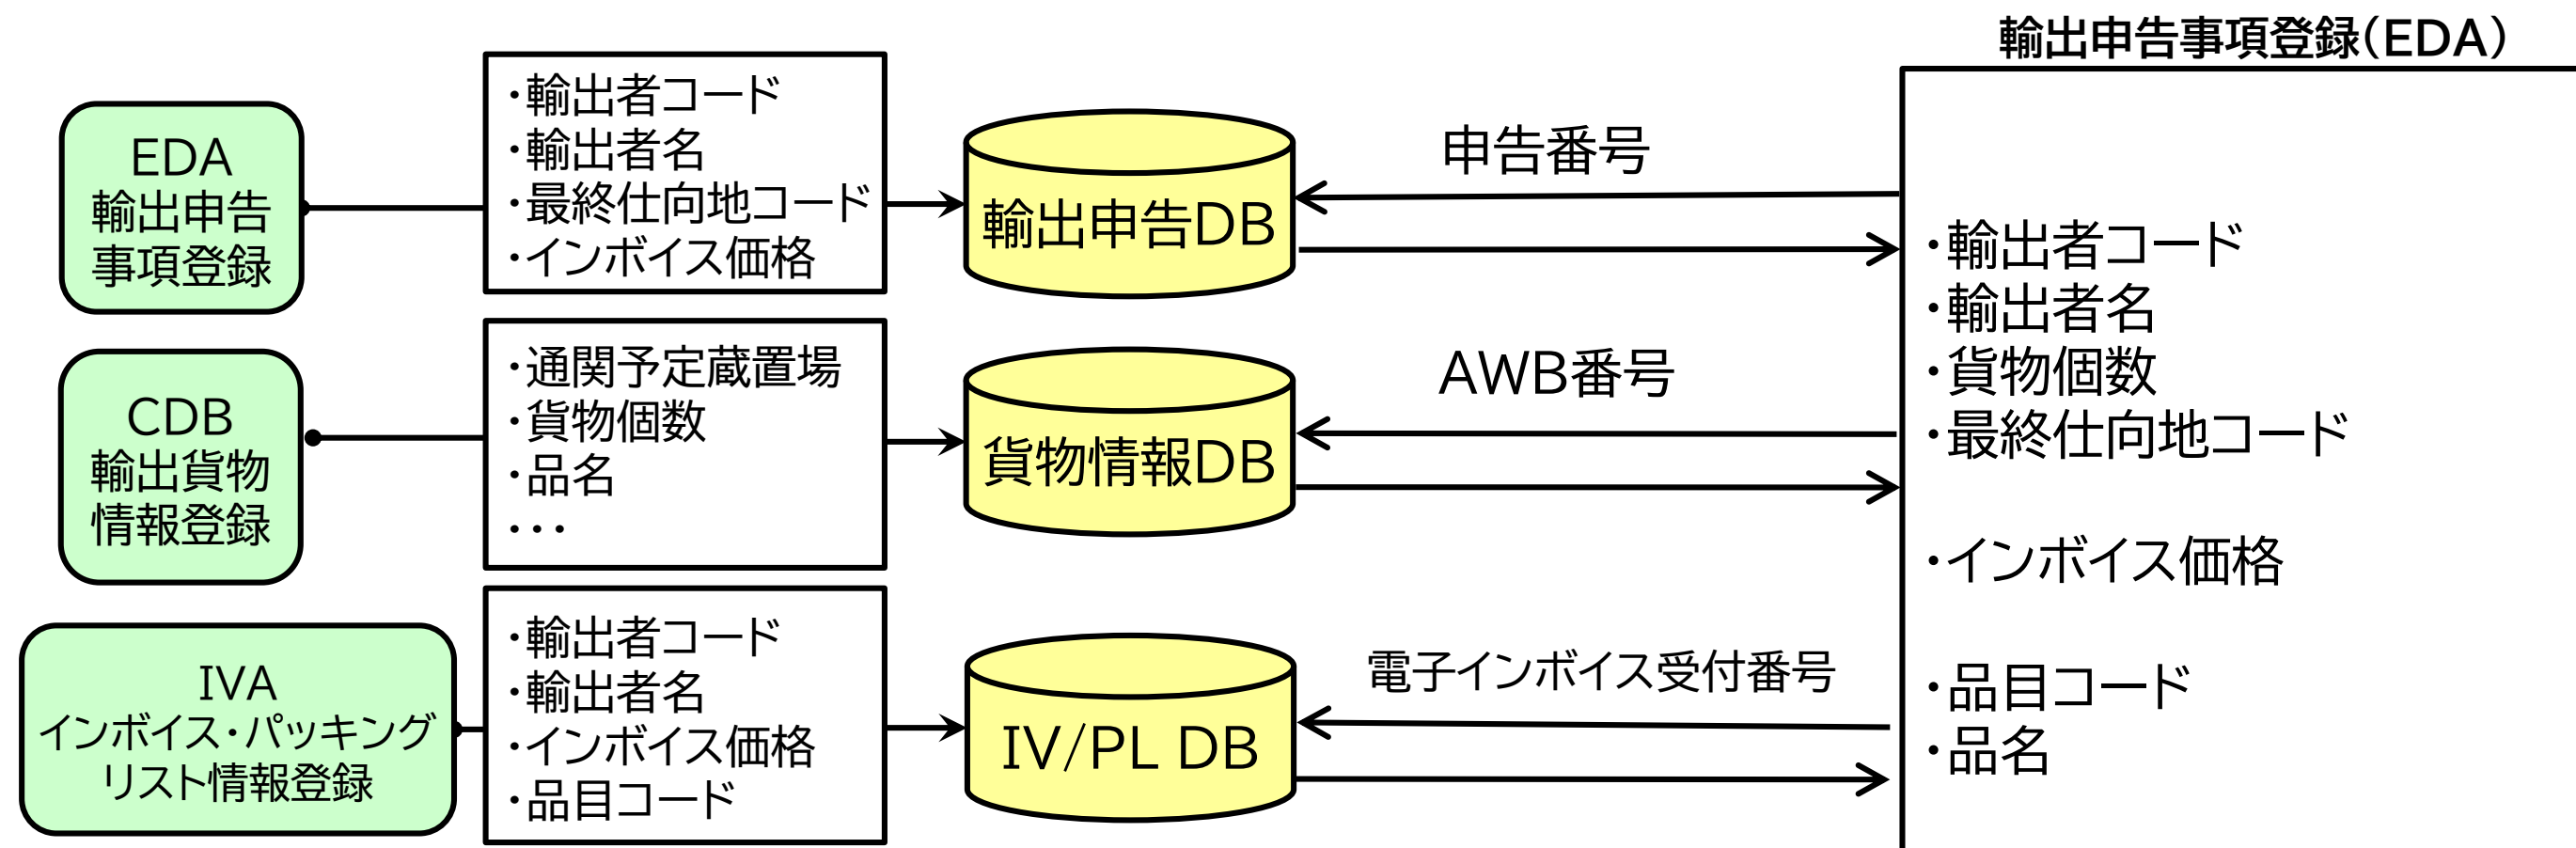 輸出申告事項登録(EDA)
EDA
輸出申告
事項登録
・輸出者コード
・輸出者名
・最終仕向地コード
・インボイス価格
輸出申告DB
申告番号
CDB
輸出貨物
情報登録
・通関予定蔵置場
・貨物個数
・品名
・・・
貨物情報DB
AWB番号
IVA
インボイス・パッキング
リスト情報登録
・輸出者コード
・輸出者名
・インボイス価格
・品目コード
IV/PL DB
電子インボイス受付番号
・輸出者コード
・輸出者名
・貨物個数
・最終仕向地コード
・インボイス価格
・品目コード
・品名